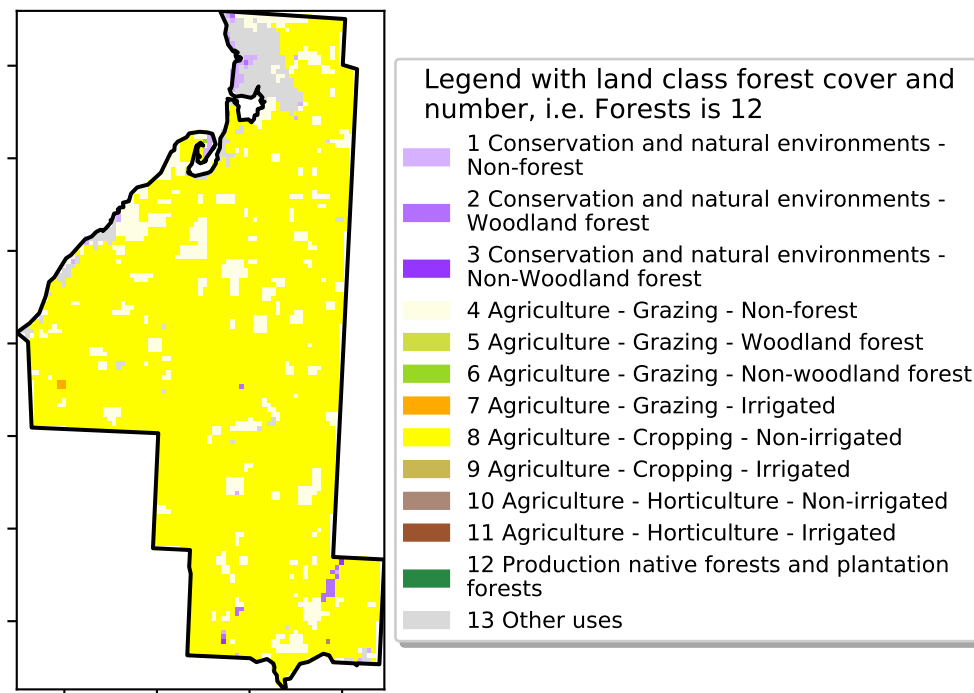 Legend with land class forest cover and
number, i.e. Forests is 12
1 Conservation and natural environments -
Non-forest
2 Conservation and natural environments -
Woodland forest
3 Conservation and natural environments -
Non-Woodland forest
4 Agriculture - Grazing - Non-forest
5 Agriculture - Grazing - Woodland forest
6 Agriculture - Grazing - Non-woodland forest
7 Agriculture - Grazing - Irrigated
8 Agriculture - Cropping - Non-irrigated
9 Agriculture - Cropping - Irrigated
10 Agriculture - Horticulture - Non-irrigated
11 Agriculture - Horticulture - Irrigated
12 Production native forests and plantation
forests
13 Other uses